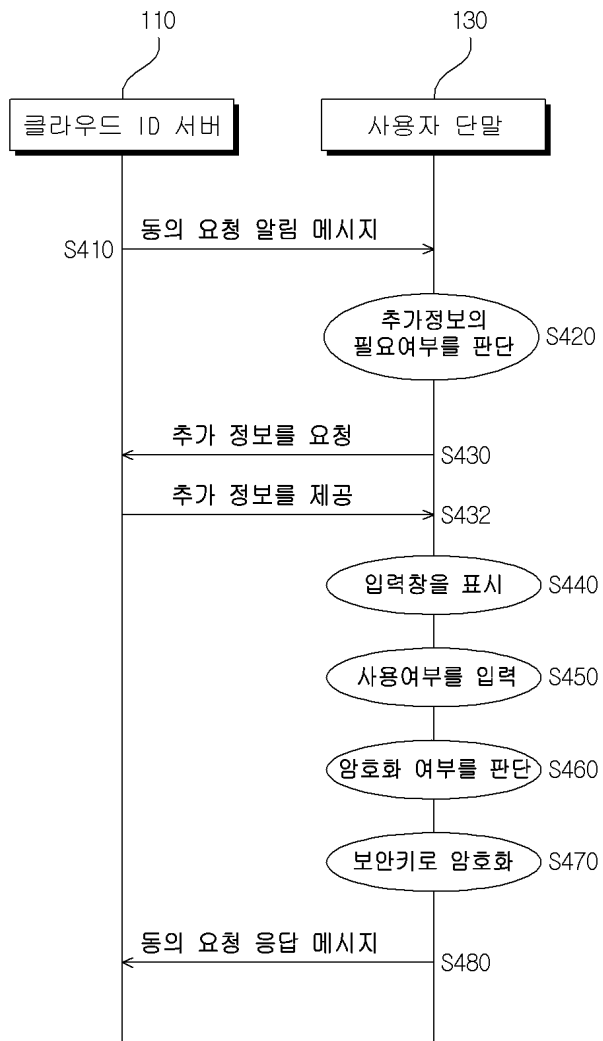 110
130
클라우드 ID 서버
사용자 단말
동의 요청 알림 메시지
S410
추가정보의
필요여부를 판단
S420
추가 정보를 요청
S430
추가 정보를 제공
S432
입력창을 표시
S440
사용여부를 입력
S450
암호화 여부를 판단
S460
보안키로 암호화
S470
동의 요청 응답 메시지
S480